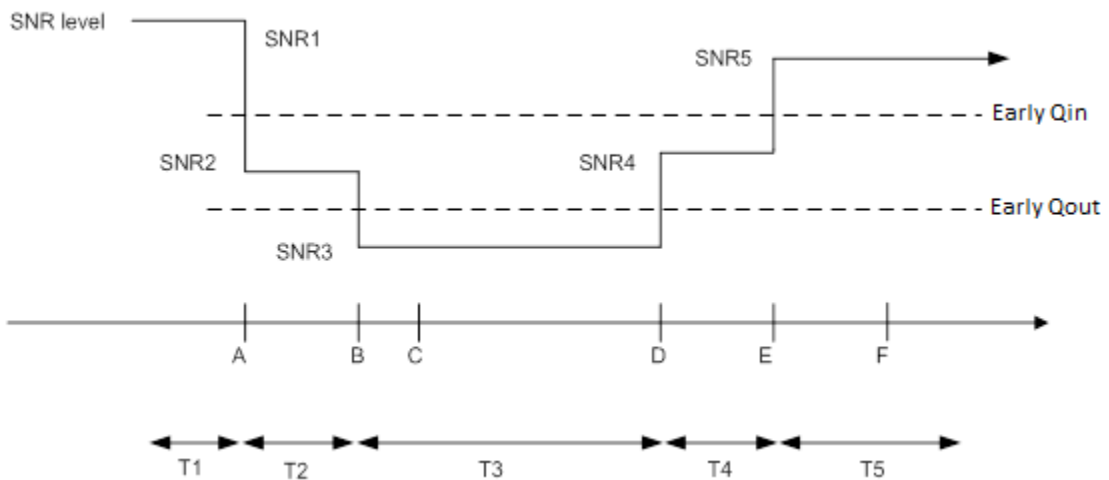 SNR level
SNR1
SNR5
Early Qin
SNR2
SNR4
Early Qout
SNR3
A B C D E F
T1 T2 T3 T4 T5